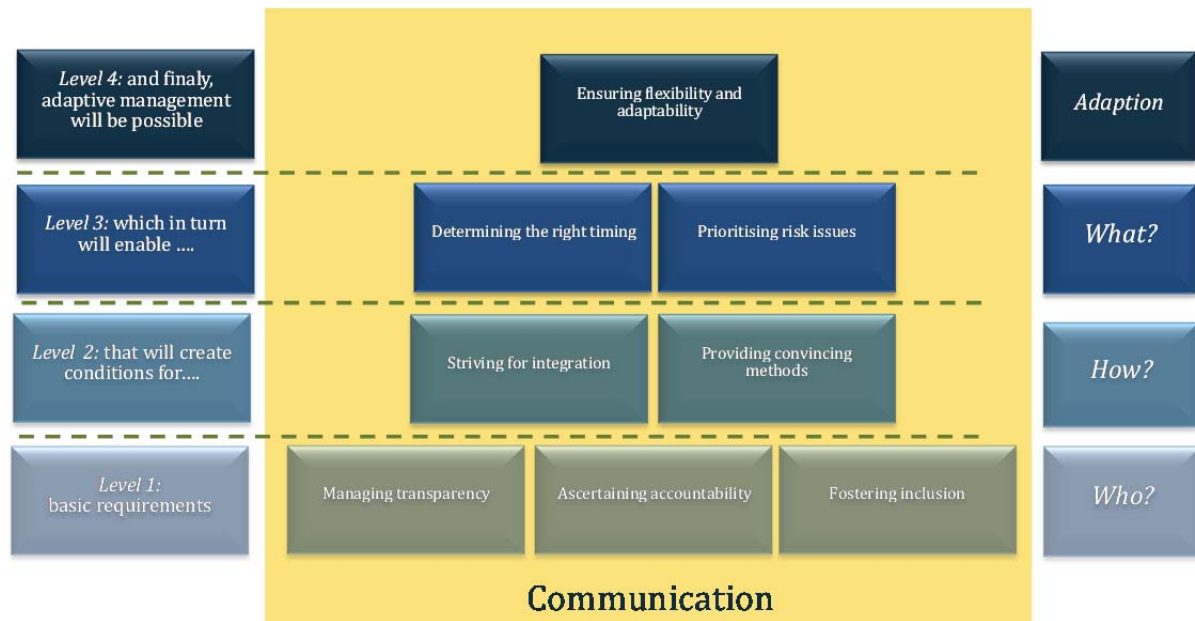 Level 4: and finaly,
adaptive management
will be possible
Ensuring flexibility and
adaptability
Adaption
Level 3: which in turn
will enable ....
Determining the right timing
Prioritising risk issues
What?
Level 2: that will create
conditions for....
Striving for integration
Providing convincing
methods
How?
Level 1:
basic requirements
Managing transparency
Ascertaining accountability
Fostering inclusion
Who?
Communication